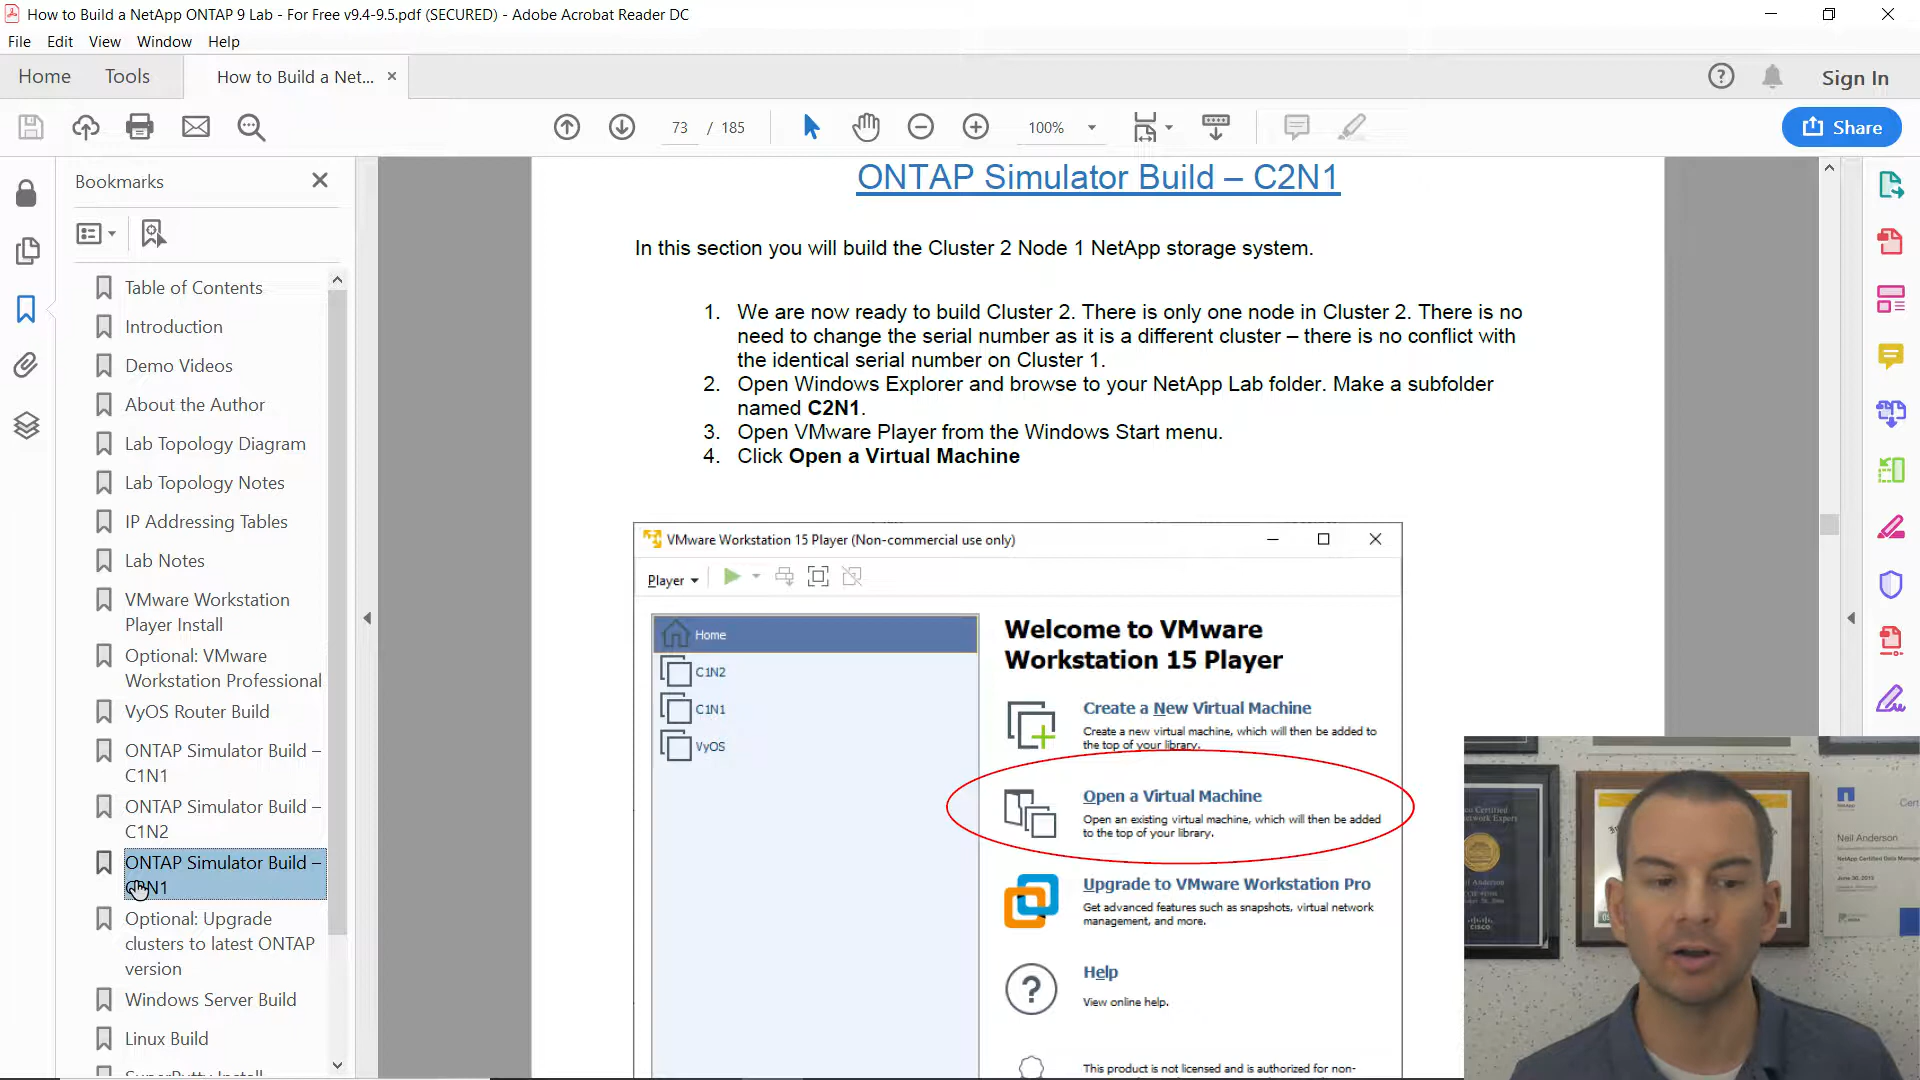 How to Build a NetApp ONTAP 9 Lab - For Free v9.4-9.5.pdf (SECURED) - Adobe Acrobat Reader DC
File Edit View Window Help
Home Tools How to Build a Net... Sign In
73 / 185 100% Share
Bookmarks
Table of Contents
Introduction
Demo Videos
About the Author
Lab Topology Diagram
Lab Topology Notes
IP Addressing Tables
Lab Notes
VMware Workstation
Player Install
Optional: VMware
Workstation Professional
VyOS Router Build
ONTAP Simulator Build –
C1N1
ONTAP Simulator Build –
C1N2
ONTAP Simulator Build –
C2N1
Optional: Upgrade
clusters to latest ONTAP
version
Windows Server Build
Linux Build
SuperPutty Install
ONTAP Simulator Build – C2N1
In this section you will build the Cluster 2 Node 1 NetApp storage system.
1. We are now ready to build Cluster 2. There is only one node in Cluster 2. There is no
need to change the serial number as it is a different cluster – there is no conflict with
the identical serial number on Cluster 1.
2. Open Windows Explorer and browse to your NetApp Lab folder. Make a subfolder
named C2N1.
3. Open VMware Player from the Windows Start menu.
4. Click Open a Virtual Machine
VMware Workstation 15 Player (Non-commercial use only)
Player
Home
C1N2
C1N1
VyOS
Welcome to VMware
Workstation 15 Player
Create a New Virtual Machine
Create a new virtual machine, which will then be added to
the top of your library.
Open a Virtual Machine
Open an existing virtual machine, which will then be added
to the top of your library.
Upgrade to VMware Workstation Pro
Get advanced features such as snapshots, virtual network
management, and more.
Help
View online help.
This product is not licensed and is authorized for non-
Neil Anderson